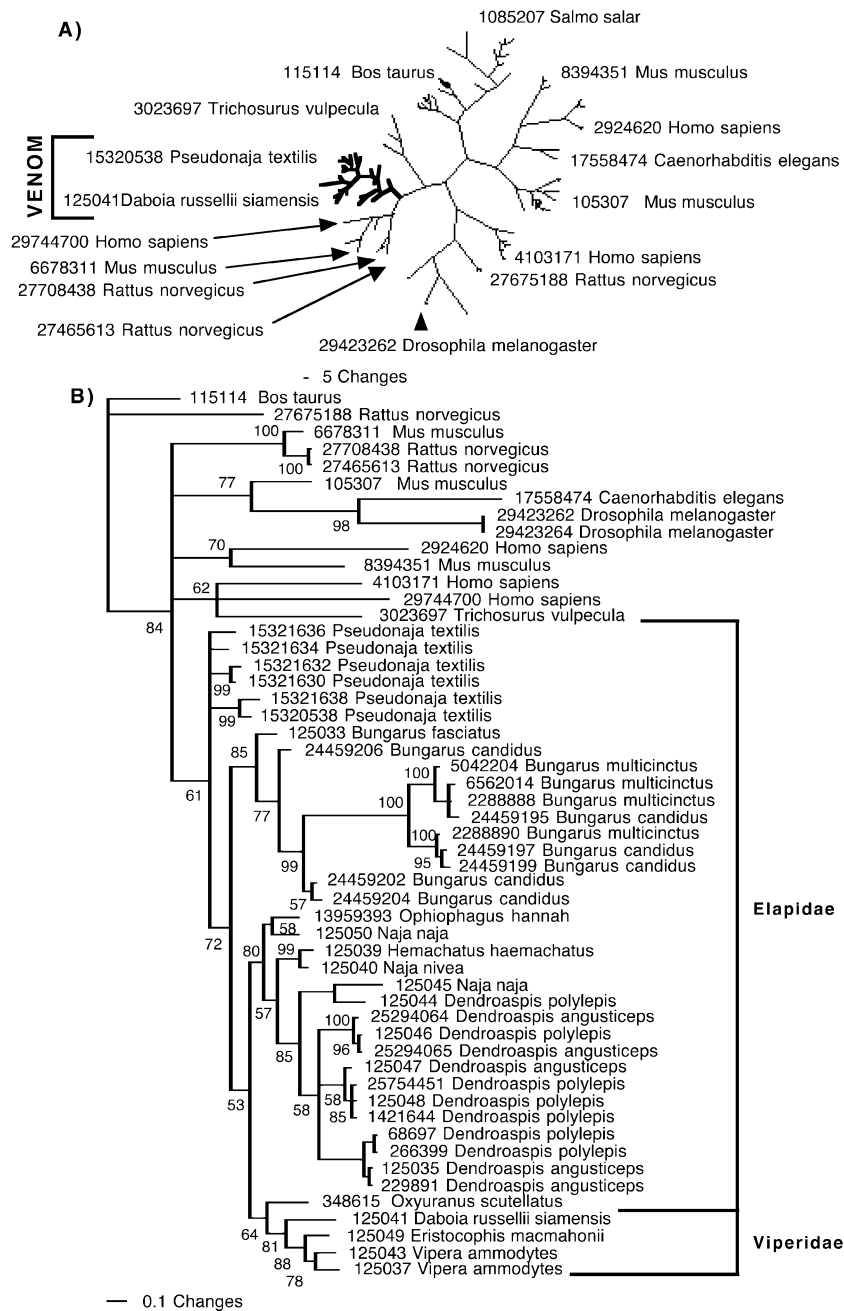 A)
1085207 Salmo salar
115114 Bos taurus
8394351 Mus musculus
3023697 Trichosurus vulpecula
2924620 Homo sapiens
VENOM
15320538 Pseudonaja textilis
17558474 Caenorhabditis elegans
125041Daboia russellii siamensis
105307 Mus musculus
29744700 Homo sapiens
4103171 Homo sapiens
6678311 Mus musculus
27675188 Rattus norvegicus
27708438 Rattus norvegicus
27465613 Rattus norvegicus
29423262 Drosophila melanogaster
- 5 Changes
B)
115114 Bos taurus
27675188 Rattus norvegicus
100
6678311 Mus musculus
27708438 Rattus norvegicus
100
27465613 Rattus norvegicus
77
105307 Mus musculus
17558474 Caenorhabditis elegans
98
29423262 Drosophila melanogaster
29423264 Drosophila melanogaster
70
2924620 Homo sapiens
8394351 Mus musculus
62
4103171 Homo sapiens
29744700 Homo sapiens
3023697 Trichosurus vulpecula
84
15321636 Pseudonaja textilis
15321634 Pseudonaja textilis
15321632 Pseudonaja textilis
99
15321630 Pseudonaja textilis
15321638 Pseudonaja textilis
99
15320538 Pseudonaja textilis
125033 Bungarus fasciatus
85
24459206 Bungarus candidus
5042204 Bungarus multicinctus
100
6562014 Bungarus multicinctus
61
100
2288888 Bungarus multicinctus
77
24459195 Bungarus candidus
100
2288890 Bungarus multicinctus
24459197 Bungarus candidus
99
95
24459199 Bungarus candidus
24459202 Bungarus candidus
57
24459204 Bungarus candidus
Elapidae
13959393 Ophiophagus hannah
58
125050 Naja naja
72
80
99
125039 Hemachatus haemachatus
125040 Naja nivea
125045 Naja naja
57
125044 Dendroaspis polylepis
25294064 Dendroaspis angusticeps
100
125046 Dendroaspis polylepis
85
96
25294065 Dendroaspis angusticeps
125047 Dendroaspis angusticeps
25754451 Dendroaspis polylepis
53
58
58
125048 Dendroaspis polylepis
85
1421644 Dendroaspis polylepis
68697 Dendroaspis polylepis
266399 Dendroaspis polylepis
125035 Dendroaspis angusticeps
229891 Dendroaspis angusticeps
348615 Oxyuranus scutellatus
125041 Daboia russellii siamensis
64
125049 Eristocophis macmahonii
81
Viperidae
125043 Vipera ammodytes
88
125037 Vipera ammodytes
78
0.1 Changes